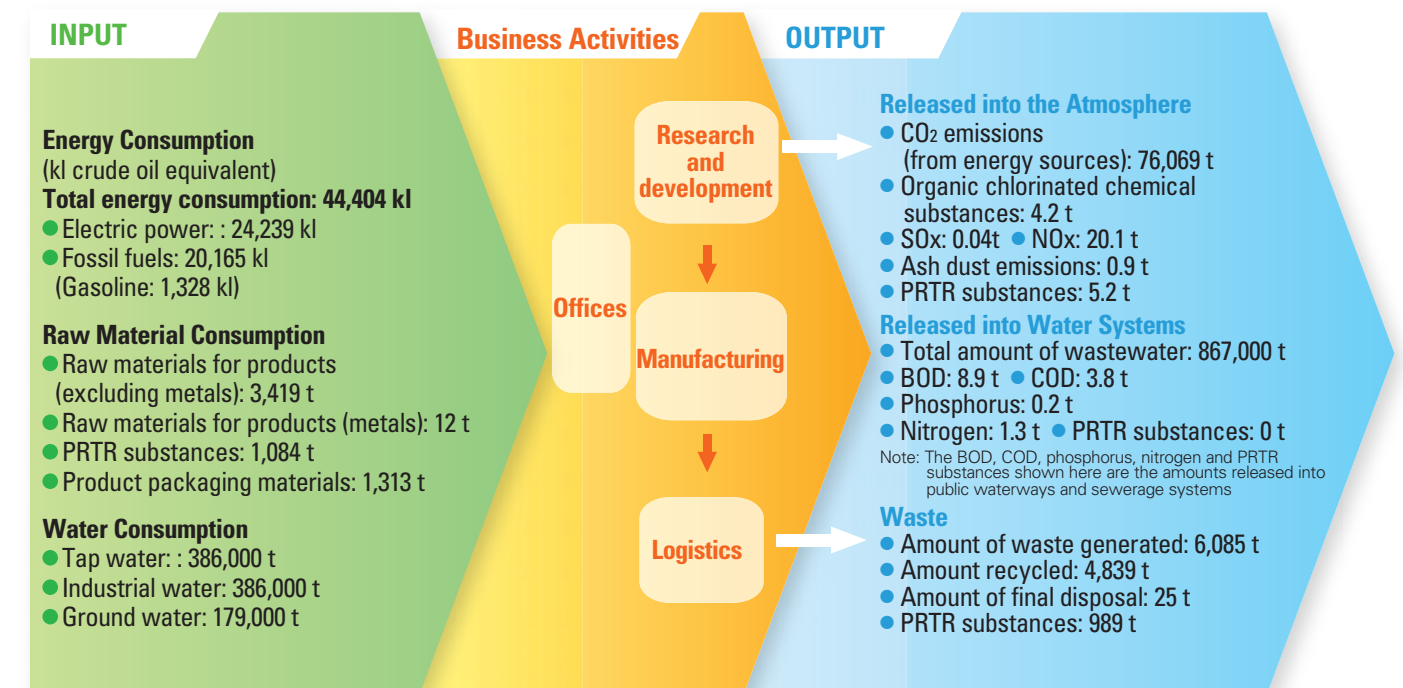 INPUT
Energy Consumption
(kl crude oil equivalent)
Total energy consumption: 44,404 kl
● Electric power: : 24,239 kl
● Fossil fuels: 20,165 kl
(Gasoline: 1,328 kl)
Raw Material Consumption
● Raw materials for products
(excluding metals): 3,419 t
● Raw materials for products (metals): 12 t
● PRTR substances: 1,084 t
● Product packaging materials: 1,313 t
Water Consumption
● Tap water: : 386,000 t
● Industrial water: 386,000 t
● Ground water: 179,000 t
Business Activities
Research
and
development
Offices
Manufacturing
Logistics
OUTPUT
Released into the Atmosphere
● CO2 emissions
(from energy sources): 76,069 t
● Organic chlorinated chemical
substances: 4.2 t
● SOx: 0.04t ● NOx: 20.1 t
● Ash dust emissions: 0.9 t
● PRTR substances: 5.2 t
Released into Water Systems
● Total amount of wastewater: 867,000 t
● BOD: 8.9 t ● COD: 3.8 t
● Phosphorus: 0.2 t
● Nitrogen: 1.3 t ● PRTR substances: 0 t
Note: The BOD, COD, phosphorus, nitrogen and PRTR
substances shown here are the amounts released into
public waterways and sewerage systems
Waste
● Amount of waste generated: 6,085 t
● Amount recycled: 4,839 t
● Amount of final disposal: 25 t
● PRTR substances: 989 t